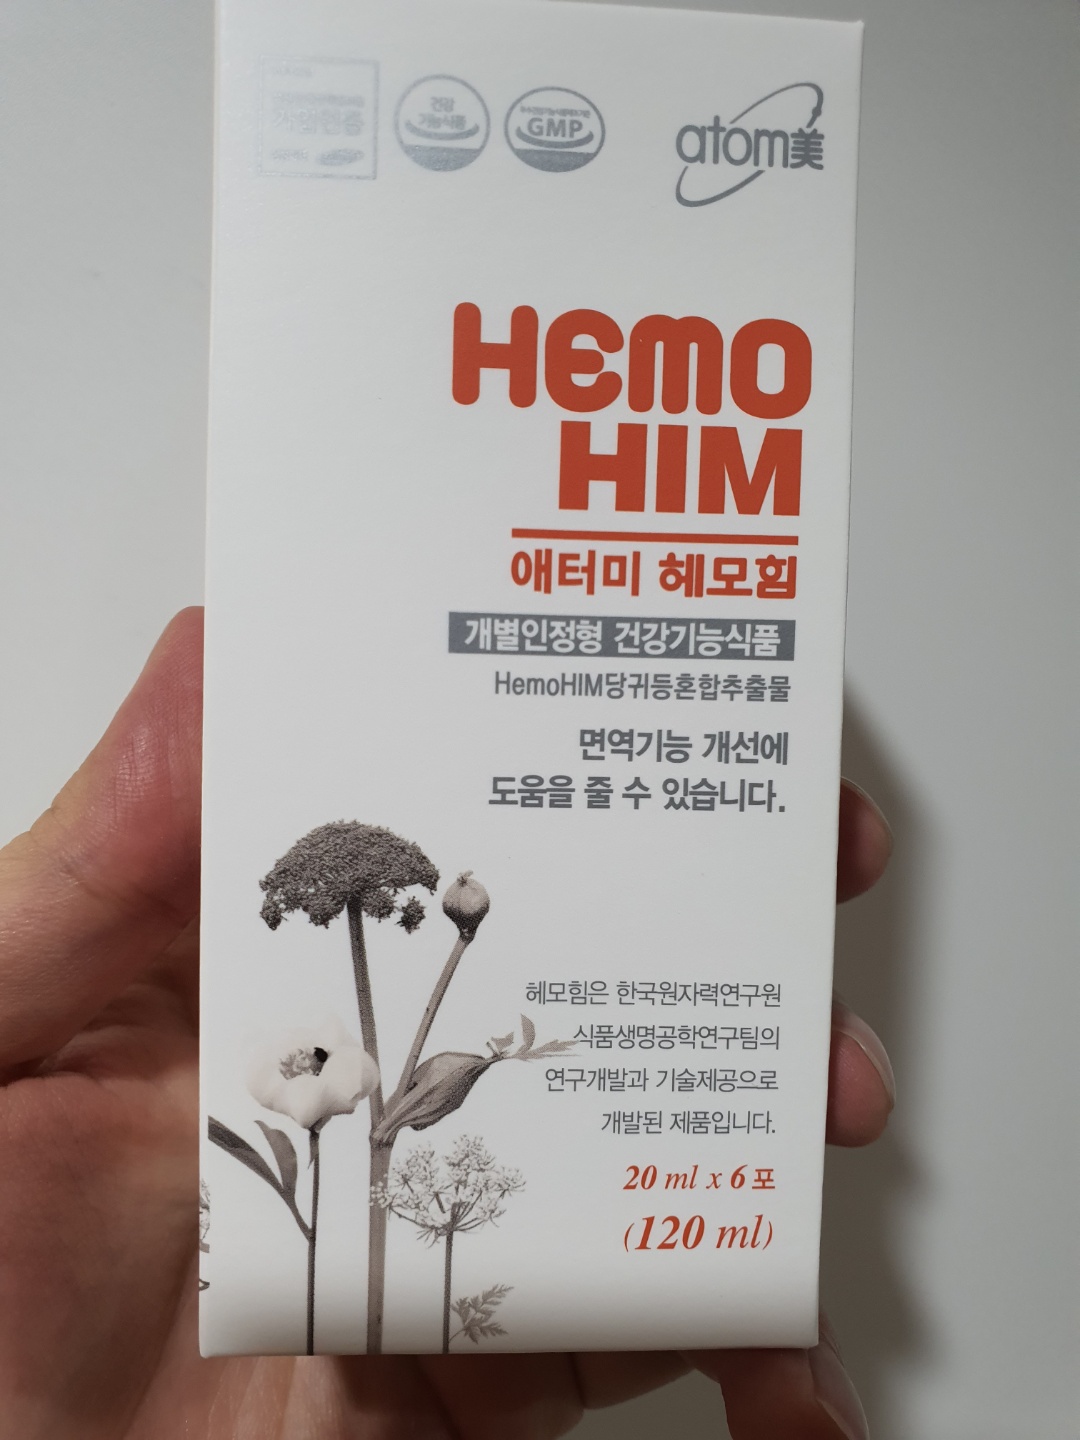 건강
기능식품
GMP
atom美
HEMO
HIM
애터미 헤모힘
개별인정형 건강기능식품
HemoHIM당귀등혼합추출물
면역기능 개선에
도움을 줄 수 있습니다.
헤모힘은 한국원자력연구원
식품생명공학연구팀의
연구개발과 기술제공으로
개발된 제품입니다.
20 ml x 6 포
(120 ml)